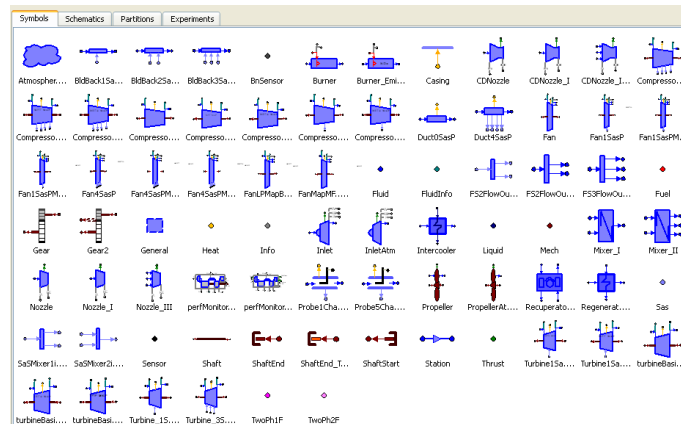 Symbols Schematics Partitions Experiments
Atmospher.... BldBack1Sa... BldBack2Sa... BldBack3Sa... BnSensor Burner Burner_Emi... Casing CDNozzle CDNozzle_I CDNozzle_I... Compresso....
Compresso.... Compresso.... Compresso.... Compresso.... Compresso.... Compresso.... Compresso.... Duct0SasP Duct4SasP Fan Fan1SasP Fan1SasPM...
Fan1SasPM... Fan4SasP Fan4SasPM... Fan4SasPM... FanLPMapB... FanMapMF... Fluid FluidInfo FS2FlowOu... FS2FlowOu... FS3FlowOu... Fuel
Gear Gear2 General Heat Info Inlet InletAtm Intercooler Liquid Mech Mixer_I Mixer_II
Nozzle Nozzle_I Nozzle_III perfMonitor... perfMonitor... Probe1Cha... Probe5Cha... Propeller PropellerAt... Recuperato... Regenerat... Sas
SaSMixer1i... SaSMixer2i... Sensor Shaft ShaftEnd ShaftEnd_T... ShaftStart Station Thrust Turbine1Sa... Turbine1Sa... turbineBasi...
turbineBasi... turbineBasi... Turbine_1S... Turbine_3S... TwoPh1F TwoPh2F